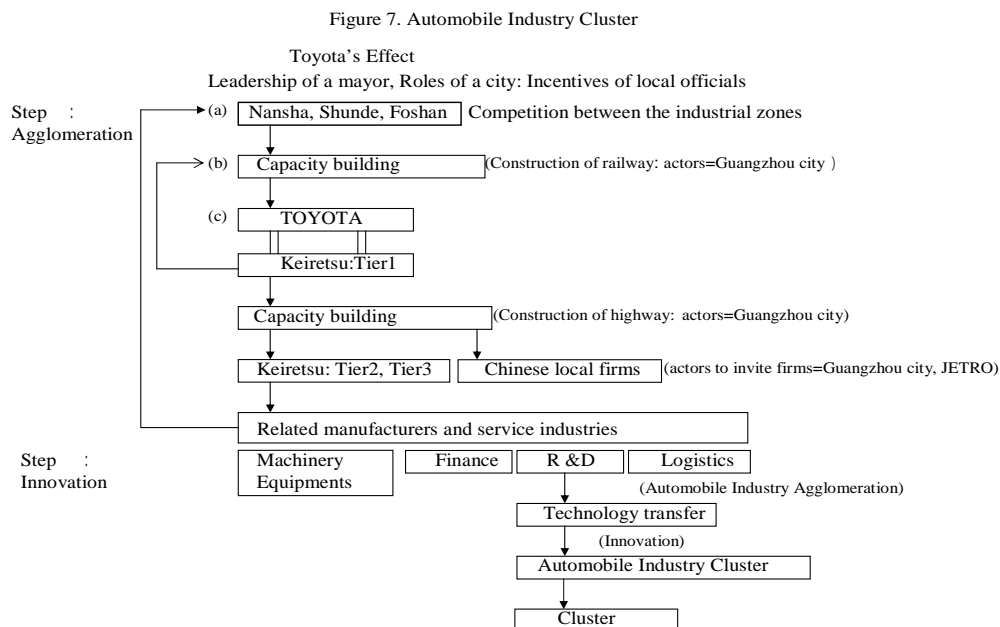 Figure 7. Automobile Industry Cluster
Toyota's Effect
Leadership of a mayor, Roles of a city: Incentives of local officials
Step :
Agglomeration
(a) Nansha, Shunde, Foshan Competition between the industrial zones
(b) Capacity building (Construction of railway: actors=Guangzhou city )
(c) TOYOTA
Keiretsu:Tier1
Capacity building (Construction of highway: actors=Guangzhou city)
Keiretsu: Tier2, Tier3 Chinese local firms (actors to invite firms=Guangzhou city, JETRO)
Related manufacturers and service industries
Step :
Innovation
Machinery
Equipments
Finance R &D Logistics
(Automobile Industry Agglomeration)
Technology transfer
(Innovation)
Automobile Industry Cluster
Cluster